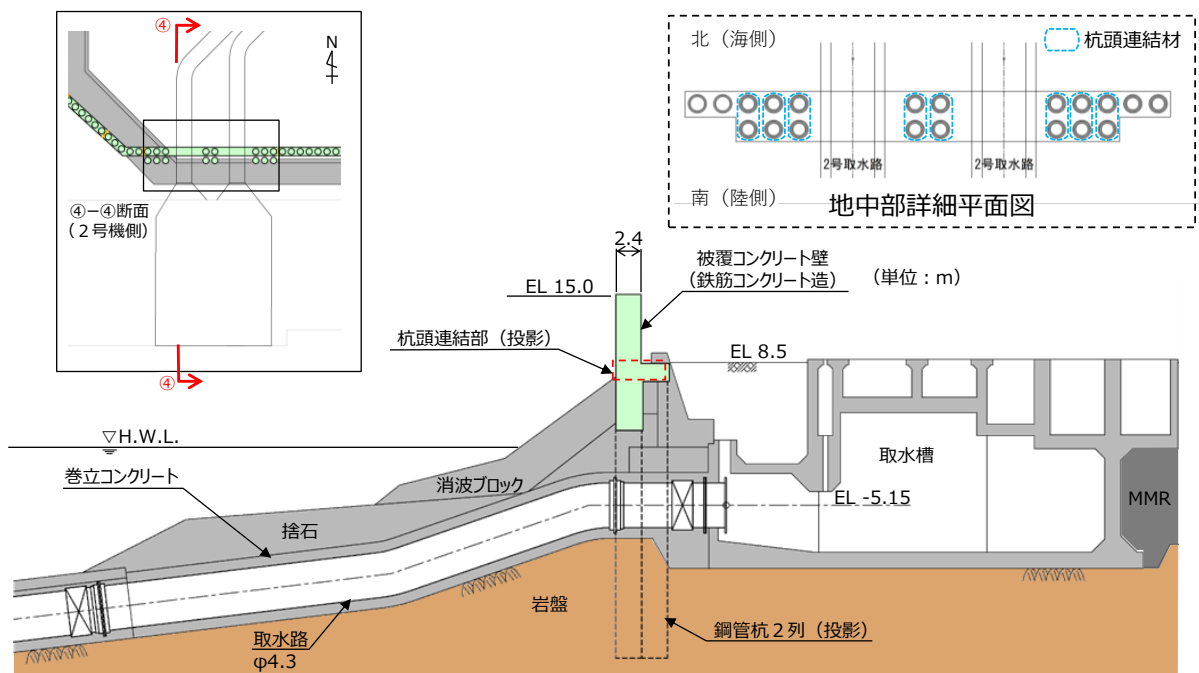 ④
N
④
④ー④断面
(２号機側)
北（海側）
杭頭連結材
2号取水路
2号取水路
南（陸側）
地中部詳細平面図
2.4
EL 15.0
被覆コンクリート壁
(鉄筋コンクリート造)
(単位：m)
杭頭連結部（投影）
EL 8.5
▽H.W.L.
巻立コンクリート
消波ブロック
捨石
取水槽
EL -5.15
MMR
岩盤
取水路
φ4.3
鋼管杭２列（投影）